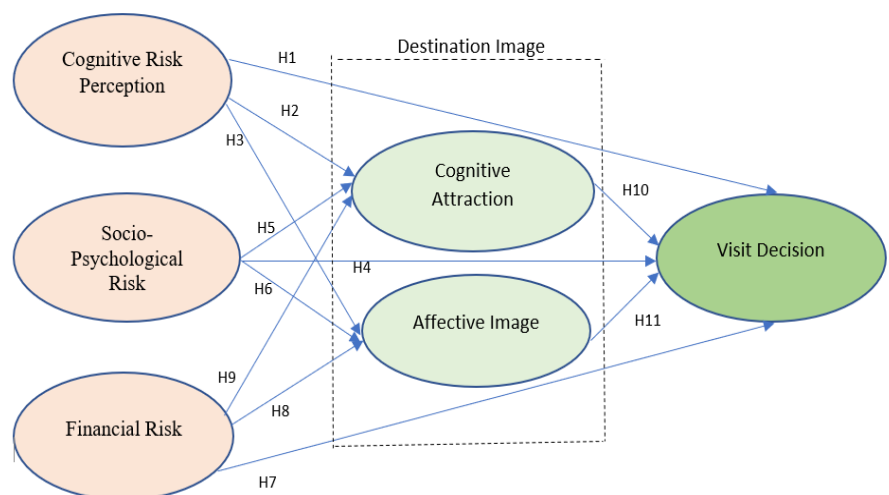 Destination Image
Cognitive Risk
Perception
H1
H2
H3
Cognitive
Attraction
H10
Socio-
Psychological
Risk
H5
H4
H6
Visit Decision
Affective Image
H11
H9
H8
Financial Risk
H7